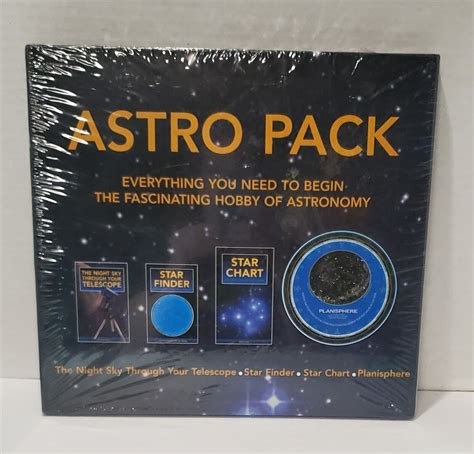 ASTRO PACK
EVERYTHING YOU NEED TO BEGIN
THE FASCINATING HOBBY OF ASTRONOMY
THE NIGHT SKY
THROUGH YOUR
TELESCOPE
STAR
FINDER
STAR
CHART
PLANISPHERE
The Night Sky Through Your Telescope • Star Finder • Star Chart • Planisphere